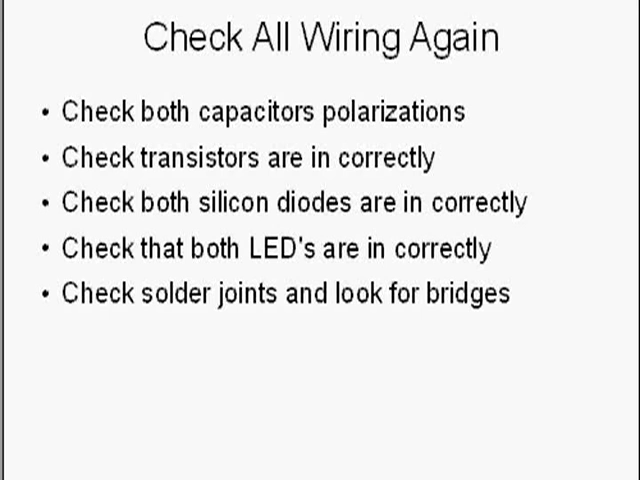 Check All Wiring Again
• Check both capacitors polarizations
• Check transistors are in correctly
• Check both silicon diodes are in correctly
• Check that both LED's are in correctly
• Check solder joints and look for bridges